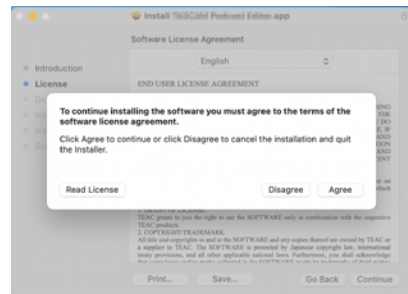 Install TASCAM Podcast Editor.app
Software License Agreement
English
Introduction
License
END USER LICENSE AGREEMENT
To continue installing the software you must agree to the terms of the
software license agreement.
Click Agree to continue or click Disagree to cancel the installation and quit
the Installer.
Read License
Disagree
Agree
TEAC grants to you the right to use the SOFTWARE only in combination with the respective
TEAC products.
2. COPYRIGHT/TRADEMARK.
All title and copyrights in and to the SOFTWARE and any copies thereof are owned by TEAC or
a supplier to TEAC. The SOFTWARE is protected by Japanese copyright law, international
treaty provisions, and all other applicable national laws. Furthermore, you shall acknowledge
Print...
Save...
Go Back
Continue